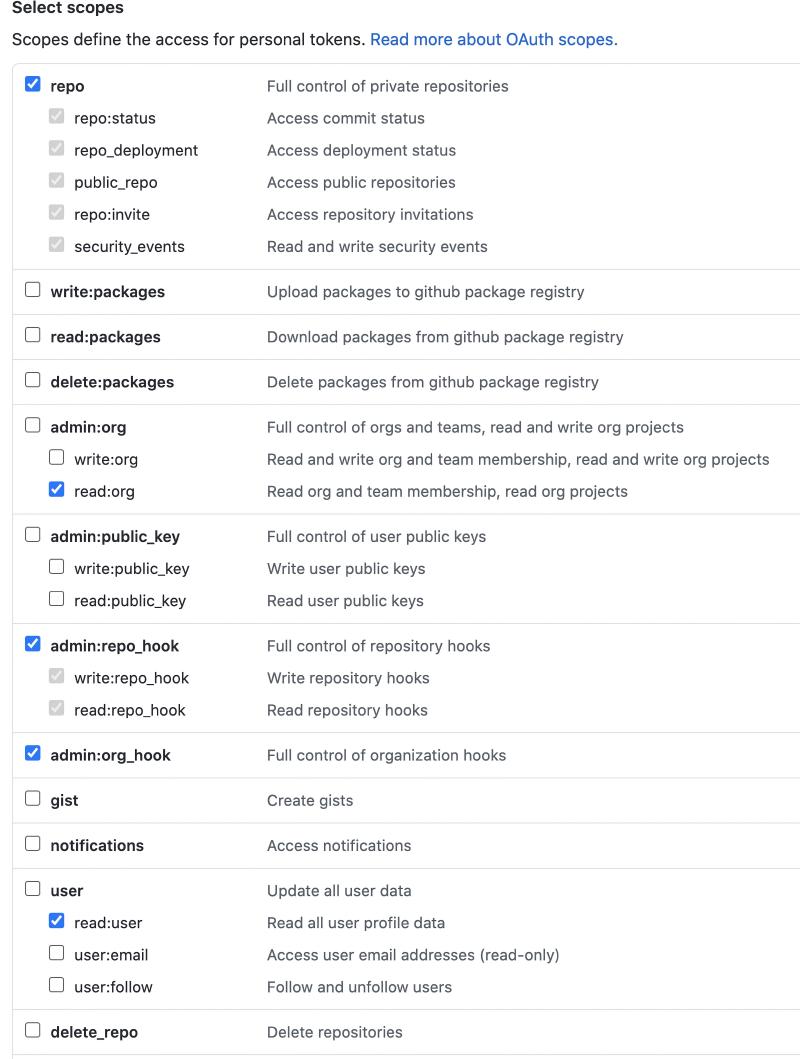 Select scopes
Scopes define the access for personal tokens. Read more about OAuth scopes.
repo Full control of private repositories
repo:status Access commit status
repo_deployment Access deployment status
public_repo Access public repositories
repo:invite Access repository invitations
security_events Read and write security events
write:packages Upload packages to github package registry
read:packages Download packages from github package registry
delete:packages Delete packages from github package registry
admin:org Full control of orgs and teams, read and write org projects
write:org Read and write org and team membership, read and write org projects
read:org Read org and team membership, read org projects
admin:public_key Full control of user public keys
write:public_key Write user public keys
read:public_key Read user public keys
admin:repo_hook Full control of repository hooks
write:repo_hook Write repository hooks
read:repo_hook Read repository hooks
admin:org_hook Full control of organization hooks
gist Create gists
notifications Access notifications
user Update all user data
read:user Read all user profile data
user:email Access user email addresses (read-only)
user:follow Follow and unfollow users
delete_repo Delete repositories